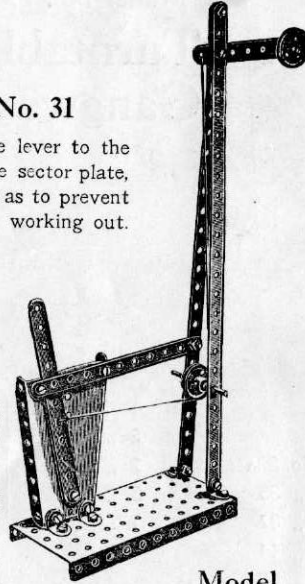 No. 31
e lever to the
e sector plate,
as to prevent
working out.
Model